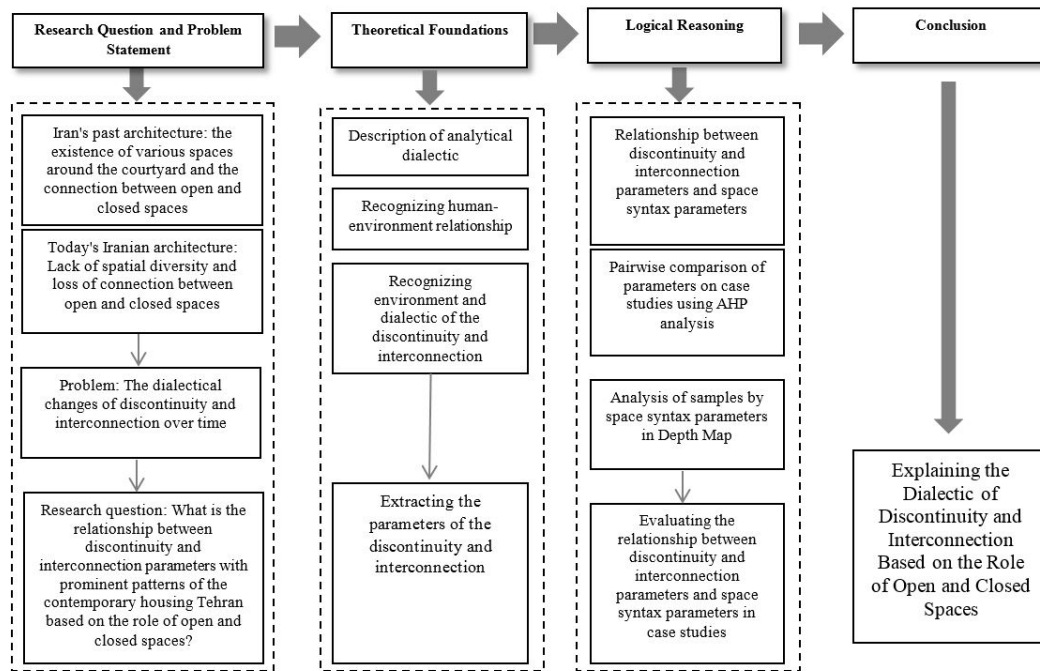 Research Question and Problem
Statement
Theoretical Foundations
Logical Reasoning
Conclusion
Iran's past architecture: the
existence of various spaces
around the courtyard and the
connection between open and
closed spaces
Today's Iranian architecture:
Lack of spatial diversity and
loss of connection between
open and closed spaces
Problem: The dialectical
changes of discontinuity and
interconnection over time
Research question: What is the
relationship between
discontinuity and
interconnection parameters with
prominent patterns of the
contemporary housing Tehran
based on the role of open and
closed spaces?
Description of analytical
dialectic
Recognizing human-
environment relationship
Recognizing
environment and
dialectic of the
discontinuity and
interconnection
Extracting the
parameters of the
discontinuity and
interconnection
Relationship between
discontinuity and
interconnection
parameters and space
syntax parameters
Pairwise comparison of
parameters on case
studies using AHP
analysis
Analysis of samples by
space syntax parameters
in Depth Map
Evaluating the
relationship between
discontinuity and
interconnection
parameters and space
syntax parameters in
case studies
Explaining the
Dialectic of
Discontinuity and
Interconnection
Based on the Role
of Open and Closed
Spaces